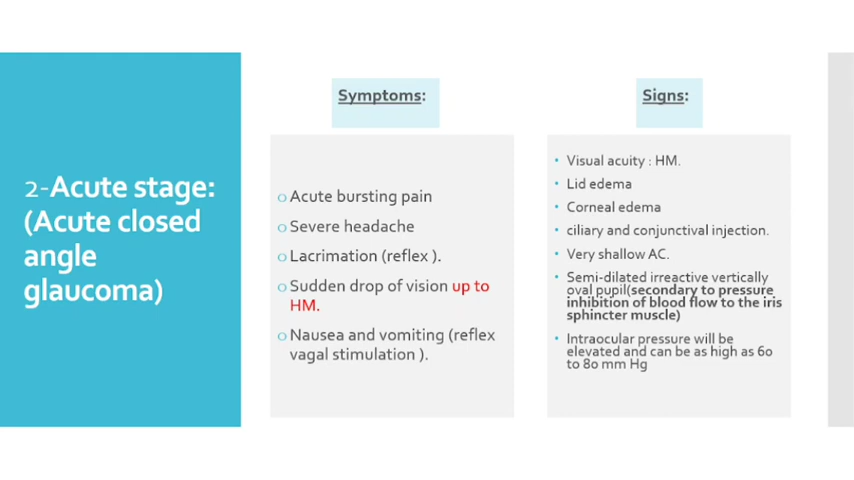 2-Acute stage:
(Acute closed
angle
glaucoma)
Symptoms:
o Acute bursting pain
o Severe headache
o Lacrimation (reflex ).
o Sudden drop of vision up to
HM.
o Nausea and vomiting (reflex
vagal stimulation ).
Signs:
• Visual acuity : HM.
• Lid edema
• Corneal edema
• ciliary and conjunctival injection.
• Very shallow AC.
• Semi-dilated irreactive vertically
oval pupil(secondary to pressure
inhibition of blood flow to the iris
sphincter muscle)
• Intraocular pressure will be
elevated and can be as high as 60
to 80 mm Hg